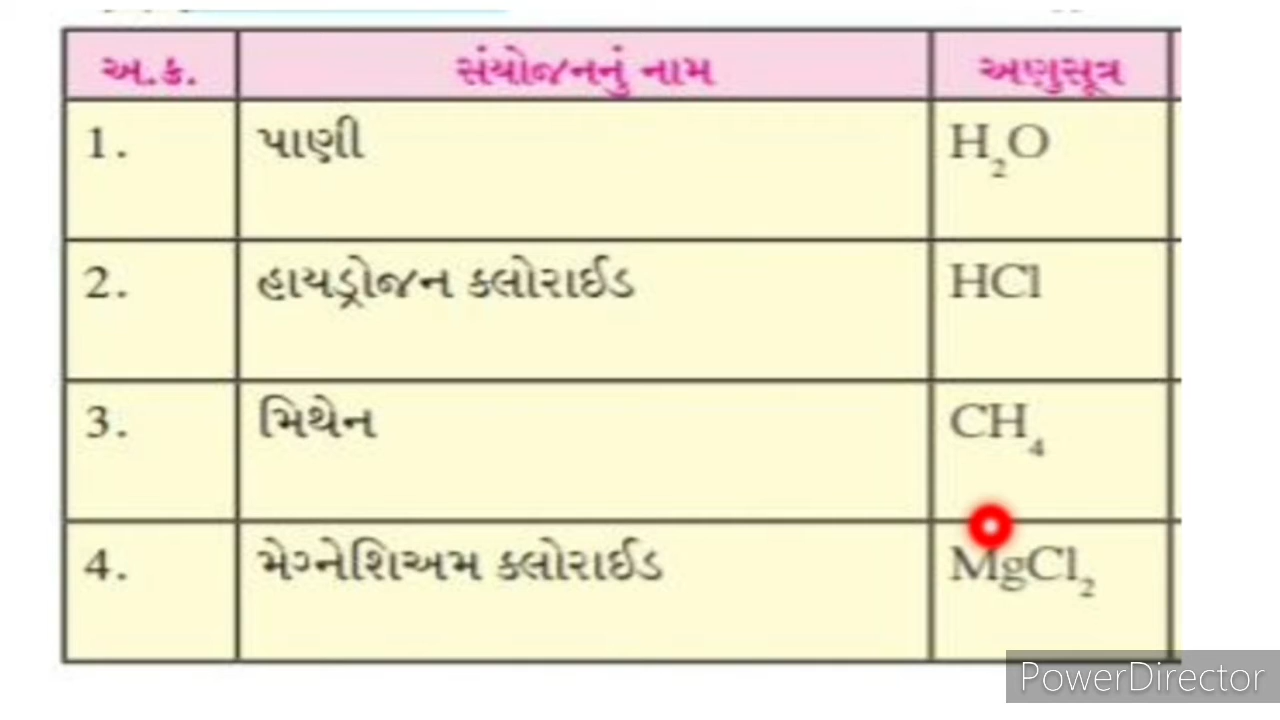 અ.ક્ર. સંયોજનનું નામ અણુસૂત્ર
1. પાણી H₂O
2. હાયડ્રોજન ક્લોરાઈડ HCl
3. મિથેન CH₄
4. મેગ્નેશિઅમ ક્લોરાઈડ MgCl₂
PowerDirector